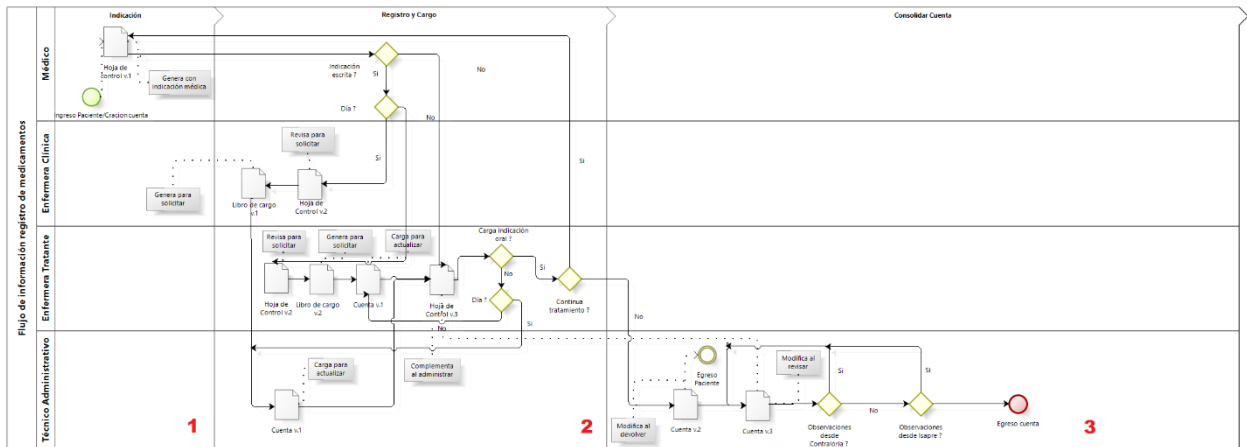 Indicación
Registro y Cargo
Consolidar Cuenta
Flujo de información registro de medicamentos
Médico
Hoja de
Control v.1
Genera con
indicación médica
mpreso Paciente/Cracion cuenta
Indicación
escrita ?
Si
No
Día ?
No
Enfermera Clínica
Revisa para
solicitar
Si
Si
Genera para
solicitar
Libro de cargo
v.1
Hoja de
Control v.2
Enfermera Tratante
Revisa para
solicitar
Genera para
solicitar
Carga para
actualizar
Carga indicación
oral ?
Hoja de
Control v.2
Libro de cargo
v.2
Cuenta v.1
Hoja de
Control v.3
No
Si
Día ?
Continua
tratamiento ?
No
Si
No
Técnico Administrativo
Carga para
actualizar
Complementa
al administrar
Cuenta v.1
Egreso
Paciente
Modifica al
revisar
Si
Si
No
Modifica al
devolver
Cuenta v.2
Cuenta v.3
Observaciones
desde
Contraloria ?
Observaciones
desde Isapre ?
Egreso cuenta
1
2
3